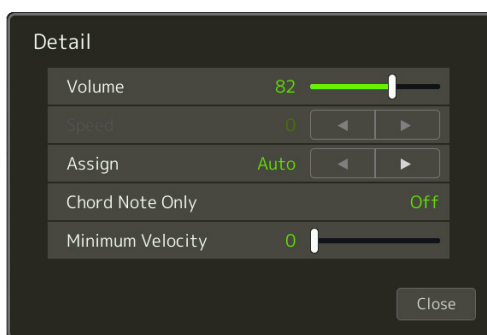 Detail
Volume 82
Speed 0
Assign Auto
Chord Note Only Off
Minimum Velocity 0
Close